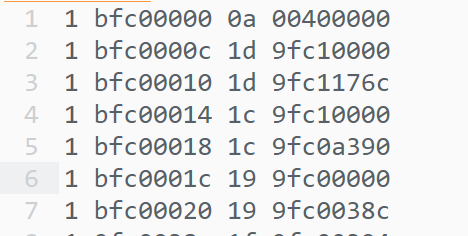 1 1 bfc00000 0a 00400000
2 1 bfc0000c 1d 9fc10000
3 1 bfc00010 1d 9fc1176c
4 1 bfc00014 1c 9fc10000
5 1 bfc00018 1c 9fc0a390
6 1 bfc0001c 19 9fc00000
7 1 bfc00020 19 9fc0038c